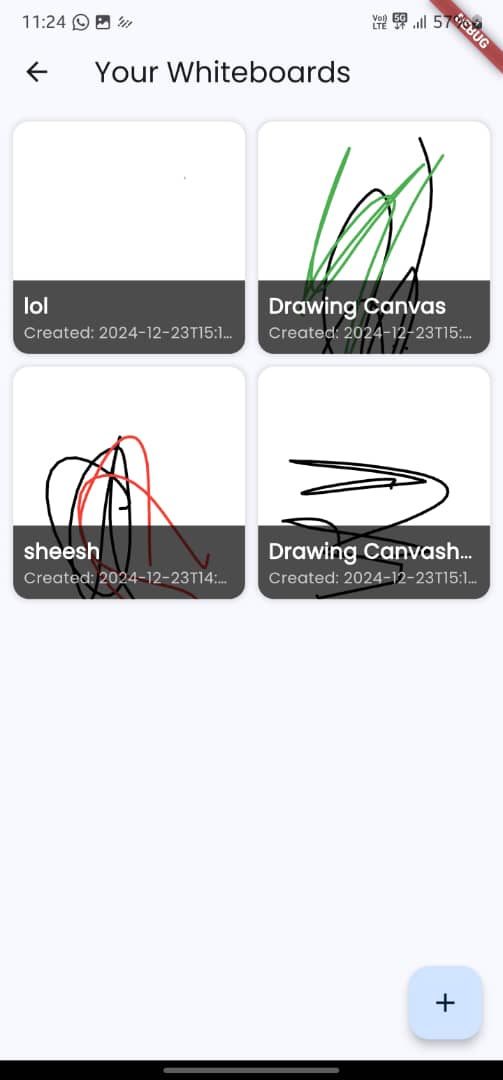 11:24
Vo)) 5G
LTE
57%
DEBUG
Your Whiteboards
lol
Created: 2024-12-23T15:1...
Drawing Canvas
Created: 2024-12-23T15:...
sheesh
Created: 2024-12-23T14:...
Drawing Canvash...
Created: 2024-12-23T15:1...